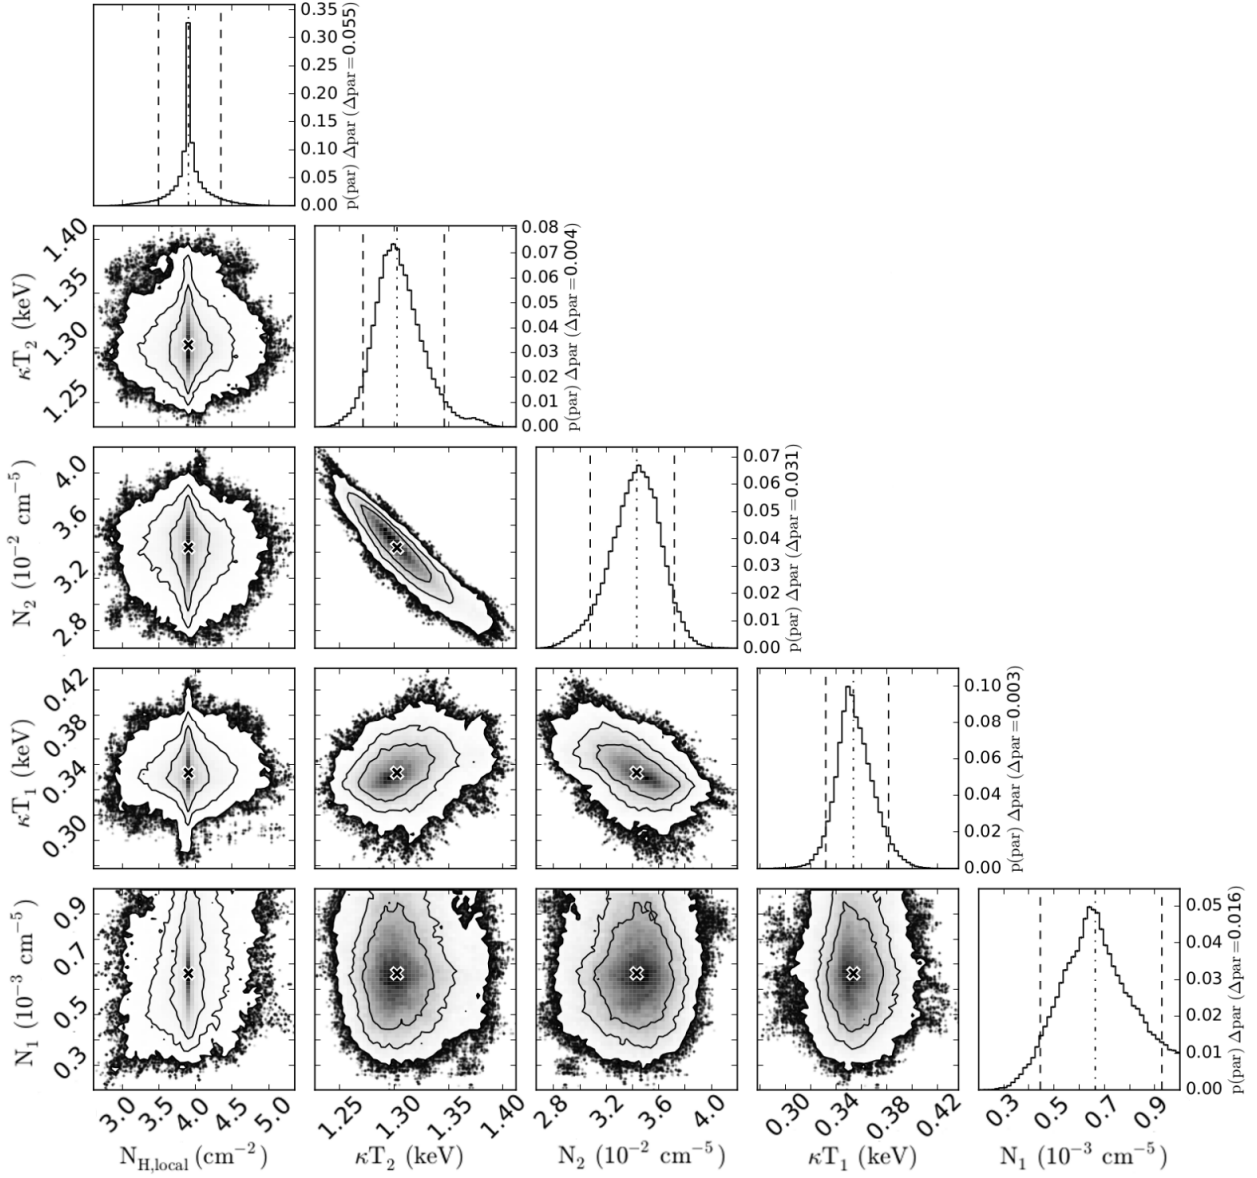 0.35
0.30
0.25
0.20
0.15
0.10
0.05
0.00
p(par) Δpar (Δpar=0.055)
κT₂ (keV)
1.40
1.35
1.30
1.25
0.08
0.07
0.06
0.05
0.04
0.03
0.02
0.01
0.00
p(par) Δpar (Δpar=0.004)
N₂ (10⁻² cm⁻⁵)
4.0
3.6
3.2
2.8
0.07
0.06
0.05
0.04
0.03
0.02
0.01
0.00
p(par) Δpar (Δpar=0.031)
κT₁ (keV)
0.42
0.38
0.34
0.30
0.10
0.08
0.06
0.04
0.02
0.00
p(par) Δpar (Δpar=0.003)
N₁ (10⁻³ cm⁻⁵)
0.9
0.7
0.5
0.3
0.05
0.04
0.03
0.02
0.01
0.00
p(par) Δpar (Δpar=0.016)
3.0 3.5 4.0 4.5 5.0
1.25 1.30 1.35 1.40
2.8 3.2 3.6 4.0
0.30 0.34 0.38 0.42
0.3 0.5 0.7 0.9
N_H,local (cm⁻²)
κT₂ (keV)
N₂ (10⁻² cm⁻⁵)
κT₁ (keV)
N₁ (10⁻³ cm⁻⁵)